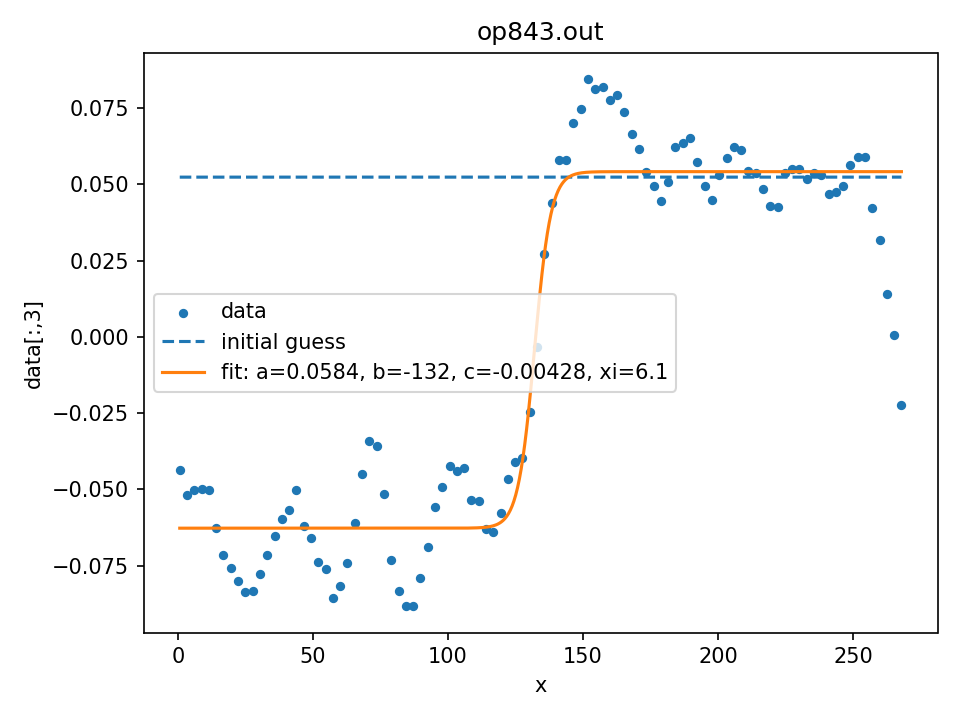 op843.out
0.075
0.050
0.025
0.000
−0.025
−0.050
−0.075
data[:,3]
data
initial guess
fit: a=0.0584, b=-132, c=-0.00428, xi=6.1
0 50 100 150 200 250
x